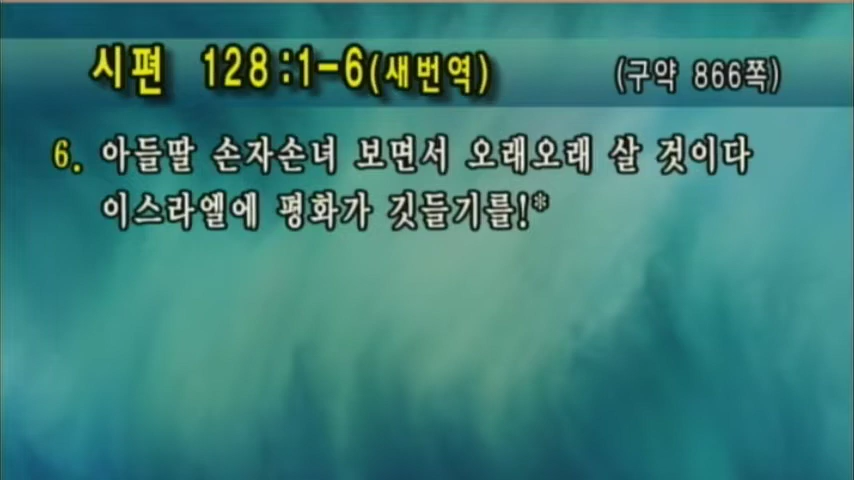 시편 128:1-6(새번역) (구약 866쪽)
6. 아들딸 손자손녀 보면서 오래오래 살 것이다
이스라엘에 평화가 깃들기를!*